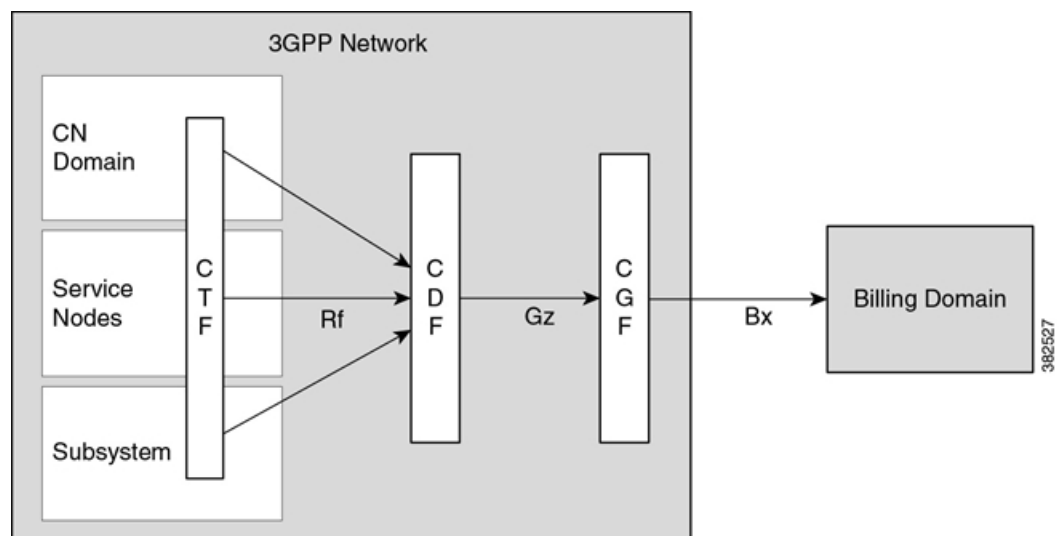 3GPP Network
CN
Domain
Service
Nodes
Subsystem
C
T
F
Rf
C
D
F
Gz
C
G
F
Bx
Billing Domain
382527